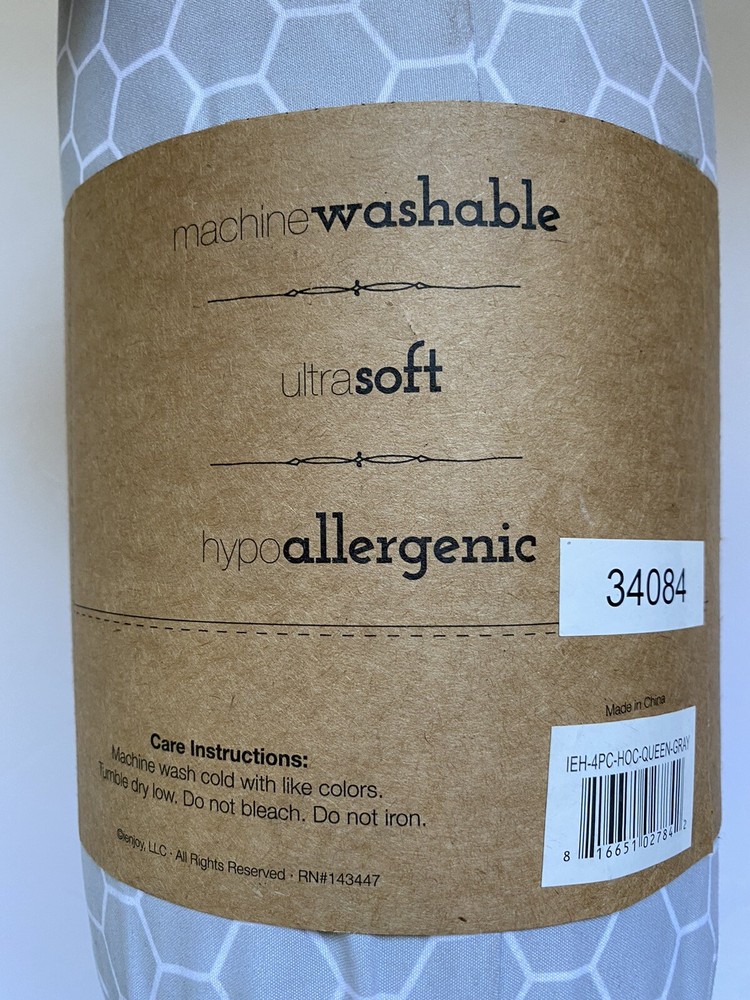 machinewashable
ultrasoft
hypoallergenic
34084
Made in China
Care Instructions:
Machine wash cold with like colors.
Tumble dry low. Do not bleach. Do not iron.
©ienjoy, LLC · All Rights Reserved · RN#143447
IEH-4PC-HOC-QUEEN-GRAY
8 16651 02784 2